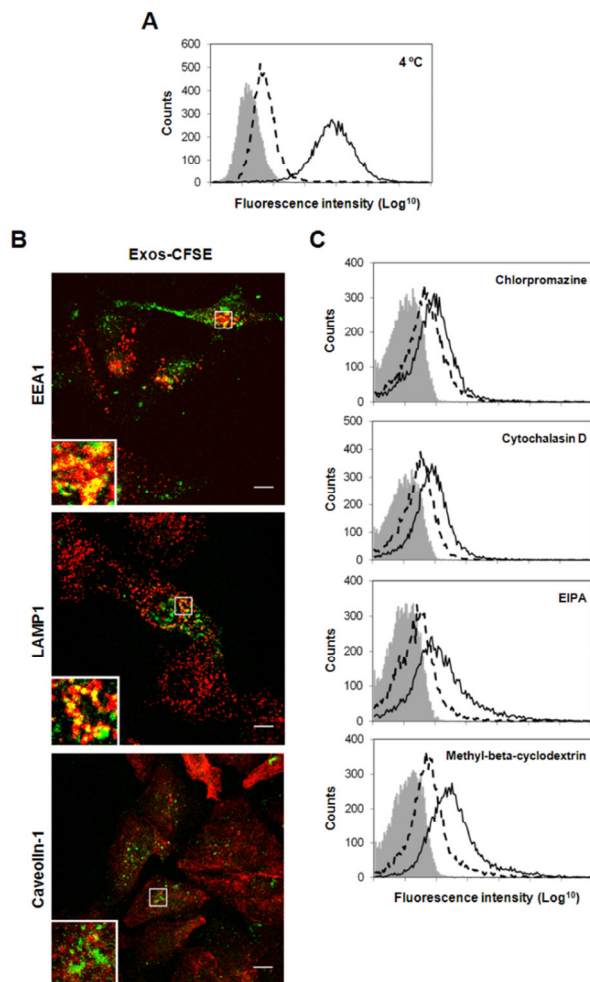 A
600
500
400
300
200
100
0
Counts
4 ºC
Fluorescence intensity (Log¹⁰)
B
Exos-CFSE
EEA1
LAMP1
Caveolin-1
C
400
300
200
100
0
Counts
Chlorpromazine
500
400
300
200
100
0
Counts
Cytochalasin D
400
300
200
100
0
Counts
EIPA
400
300
200
100
0
Counts
Methyl-beta-cyclodextrin
Fluorescence intensity (Log¹⁰)